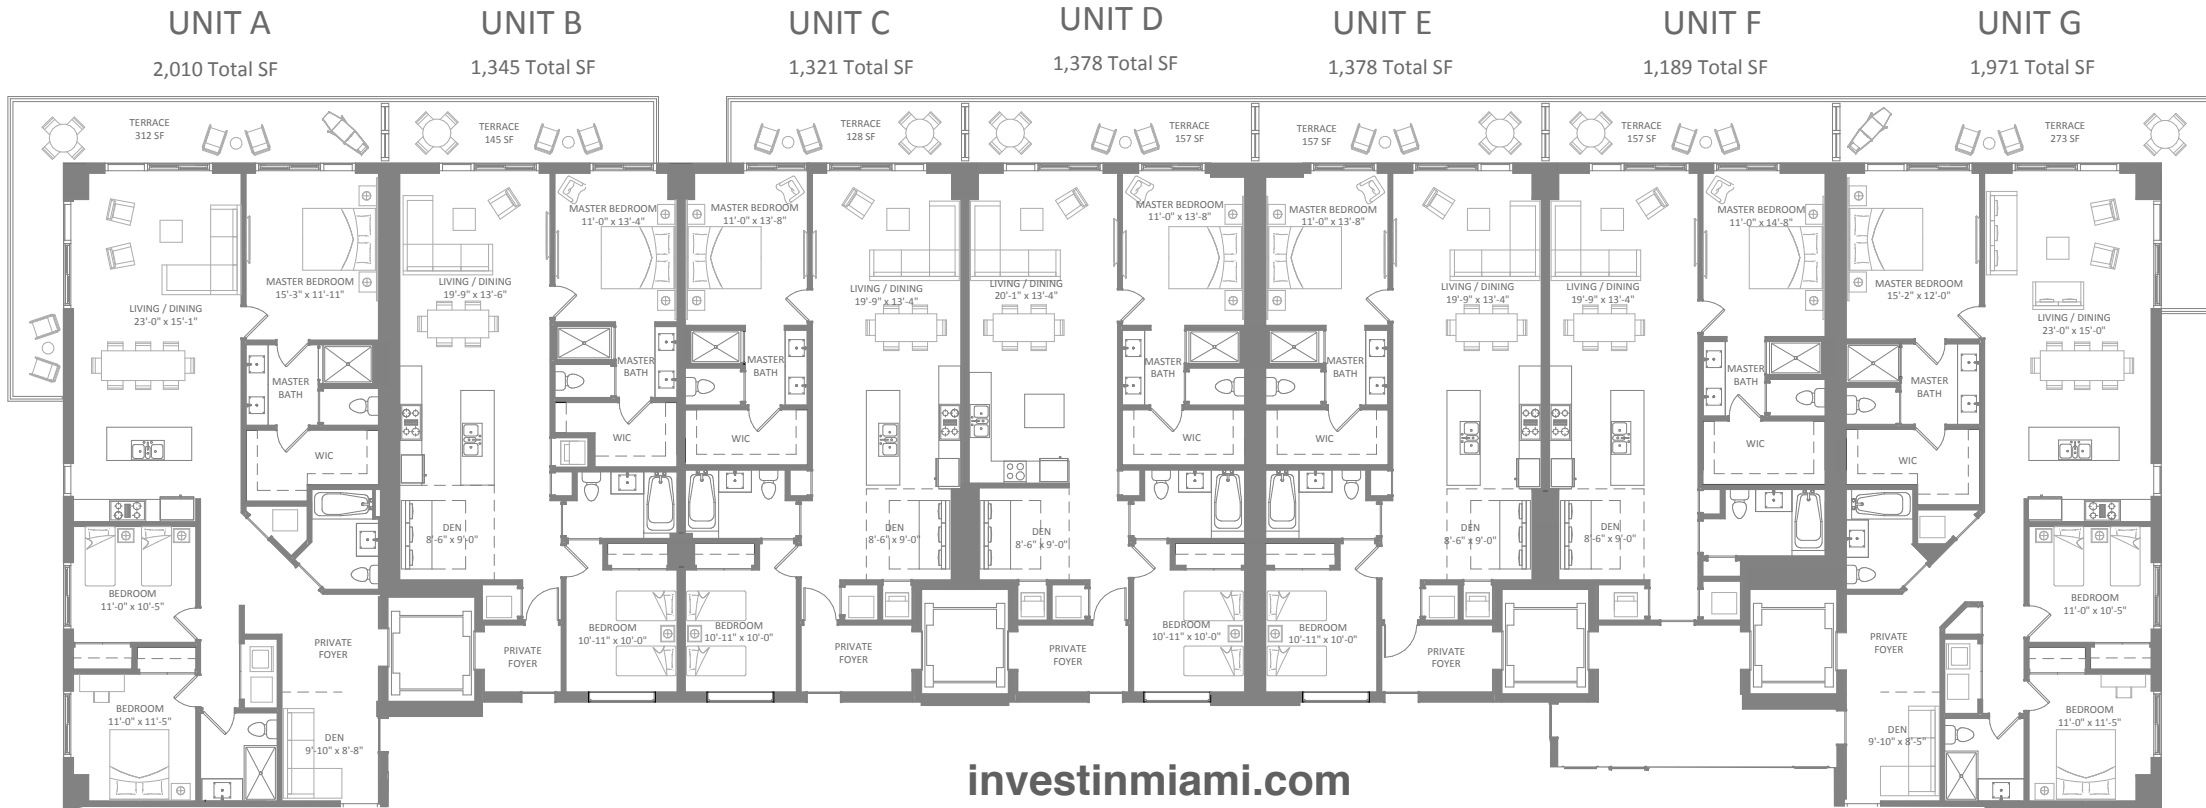 UNIT A
2,010 Total SF
UNIT B
1,345 Total SF
UNIT C
1,321 Total SF
UNIT D
1,378 Total SF
UNIT E
1,378 Total SF
UNIT F
1,189 Total SF
UNIT G
1,971 Total SF
TERRACE
312 SF
MASTER BEDROOM
15'-3" x 11'-11"
LIVING / DINING
23'-0" x 15'-1"
MASTER
BATH
WIC
BEDROOM
11'-0" x 10'-5"
PRIVATE
FOYER
BEDROOM
11'-0" x 11'-5"
DEN
9'-10" x 8'-8"
TERRACE
145 SF
MASTER BEDROOM
11'-0" x 13'-4"
LIVING / DINING
19'-9" x 13'-6"
MASTER
BATH
WIC
DEN
8'-6" x 9'-0"
PRIVATE
FOYER
BEDROOM
10'-11" x 10'-0"
TERRACE
128 SF
MASTER BEDROOM
11'-0" x 13'-8"
LIVING / DINING
19'-9" x 13'-4"
MASTER
BATH
WIC
DEN
8'-6" x 9'-0"
BEDROOM
10'-11" x 10'-0"
PRIVATE
FOYER
TERRACE
157 SF
MASTER BEDROOM
11'-0" x 13'-8"
LIVING / DINING
20'-1" x 13'-4"
MASTER
BATH
WIC
DEN
8'-6" x 9'-0"
PRIVATE
FOYER
BEDROOM
10'-11" x 10'-0"
TERRACE
157 SF
MASTER BEDROOM
11'-0" x 13'-8"
LIVING / DINING
19'-9" x 13'-4"
MASTER
BATH
WIC
DEN
8'-6" x 9'-0"
BEDROOM
10'-11" x 10'-0"
PRIVATE
FOYER
TERRACE
157 SF
MASTER BEDROOM
11'-0" x 14'-8"
LIVING / DINING
19'-9" x 13'-4"
MASTER
BATH
WIC
DEN
8'-6" x 9'-0"
TERRACE
273 SF
MASTER BEDROOM
15'-2" x 12'-0"
LIVING / DINING
23'-0" x 15'-0"
MASTER
BATH
WIC
BEDROOM
11'-0" x 10'-5"
PRIVATE
FOYER
BEDROOM
11'-0" x 11'-5"
DEN
9'-10" x 8'-5"
investinmiami.com